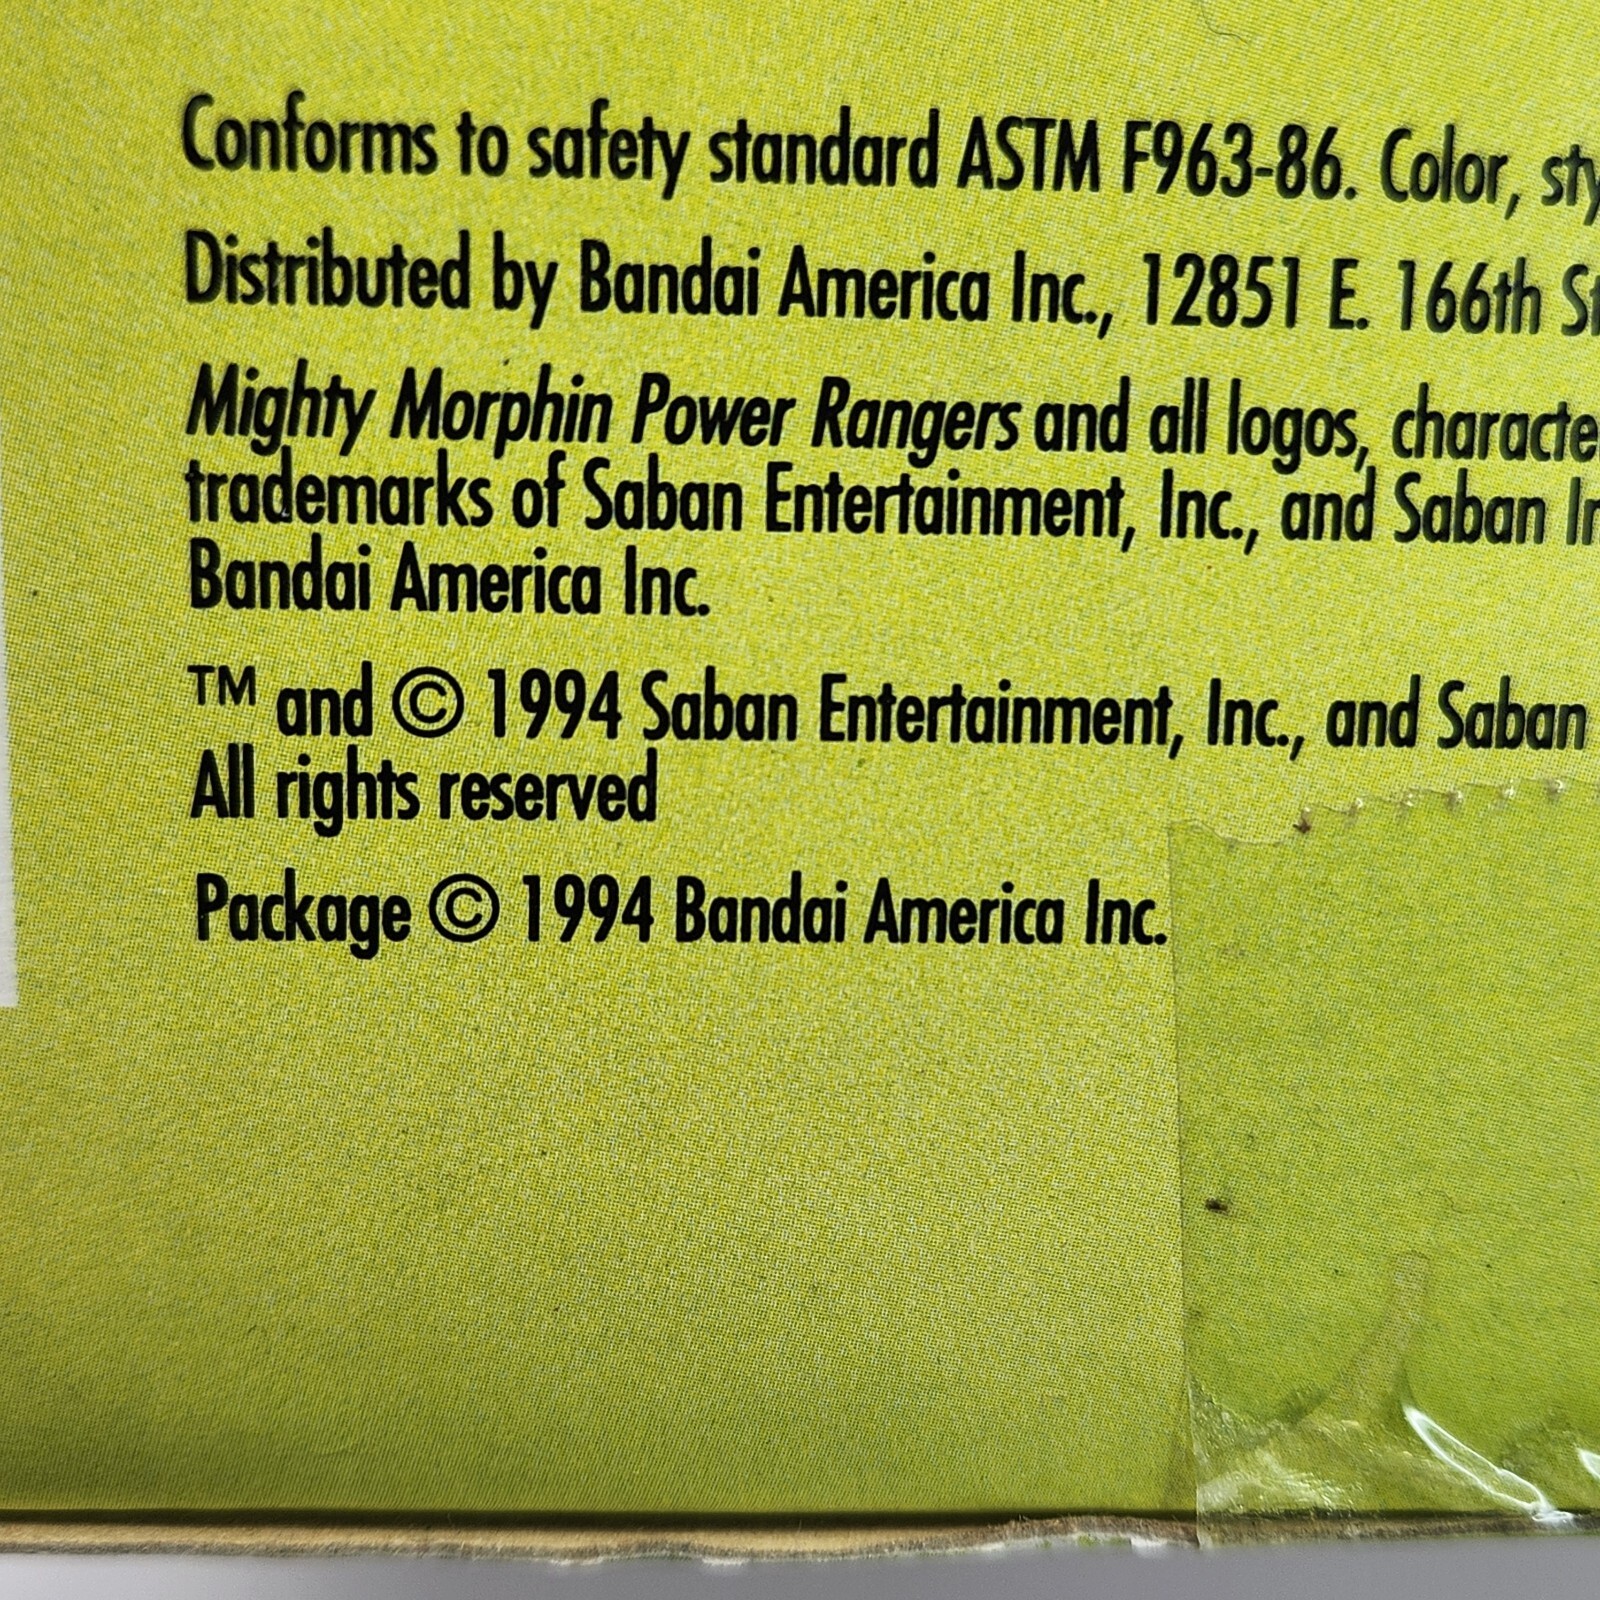 Conforms to safety standard ASTM F963-86. Color,
Distributed by Bandai America Inc., 12851 E. 166th
Mighty Morphin Power Rangers and all logos,
trademarks of Saban Entertainment, Inc., and Saban
Bandai America Inc.
™ and © 1994 Saban Entertainment, Inc., and Saban
All rights reserved
Package © 1994 Bandai America Inc.